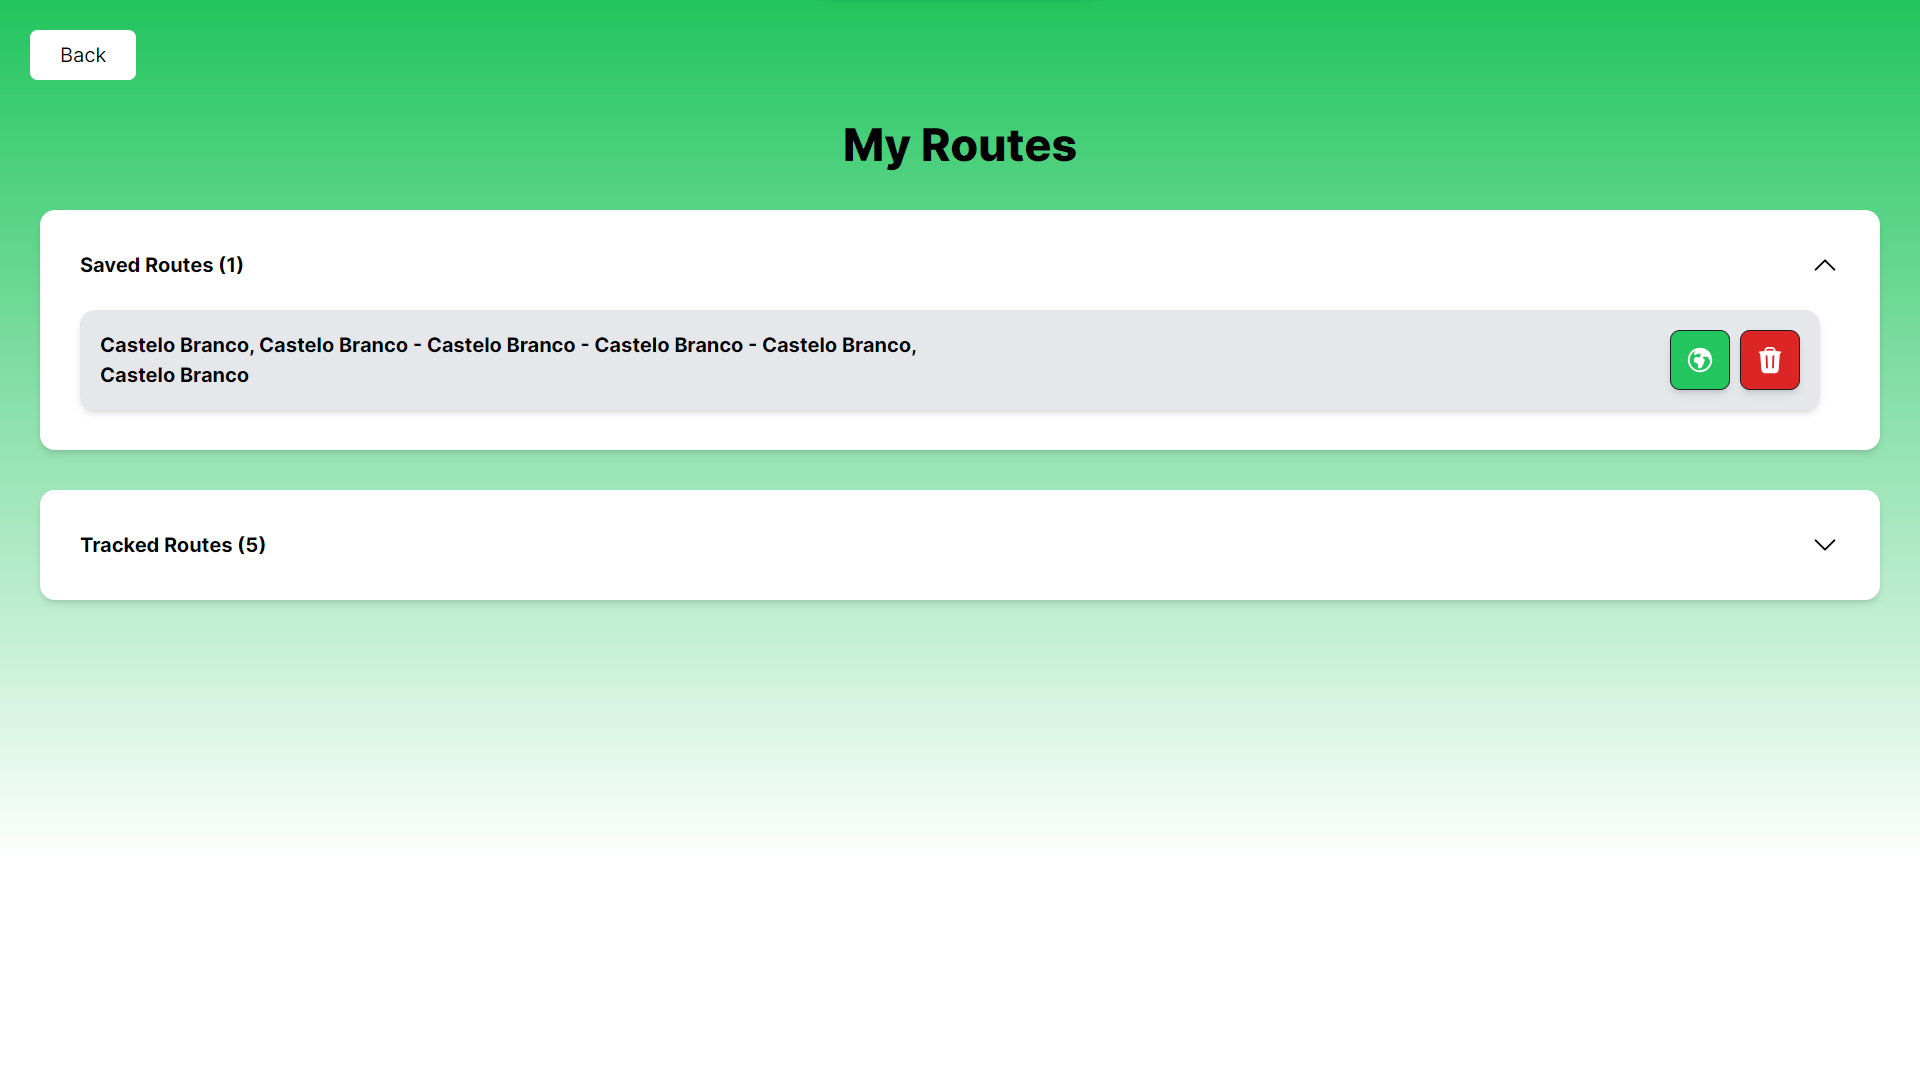 Back
My Routes
Saved Routes (1)
Castelo Branco, Castelo Branco - Castelo Branco - Castelo Branco - Castelo Branco,
Castelo Branco
Tracked Routes (5)